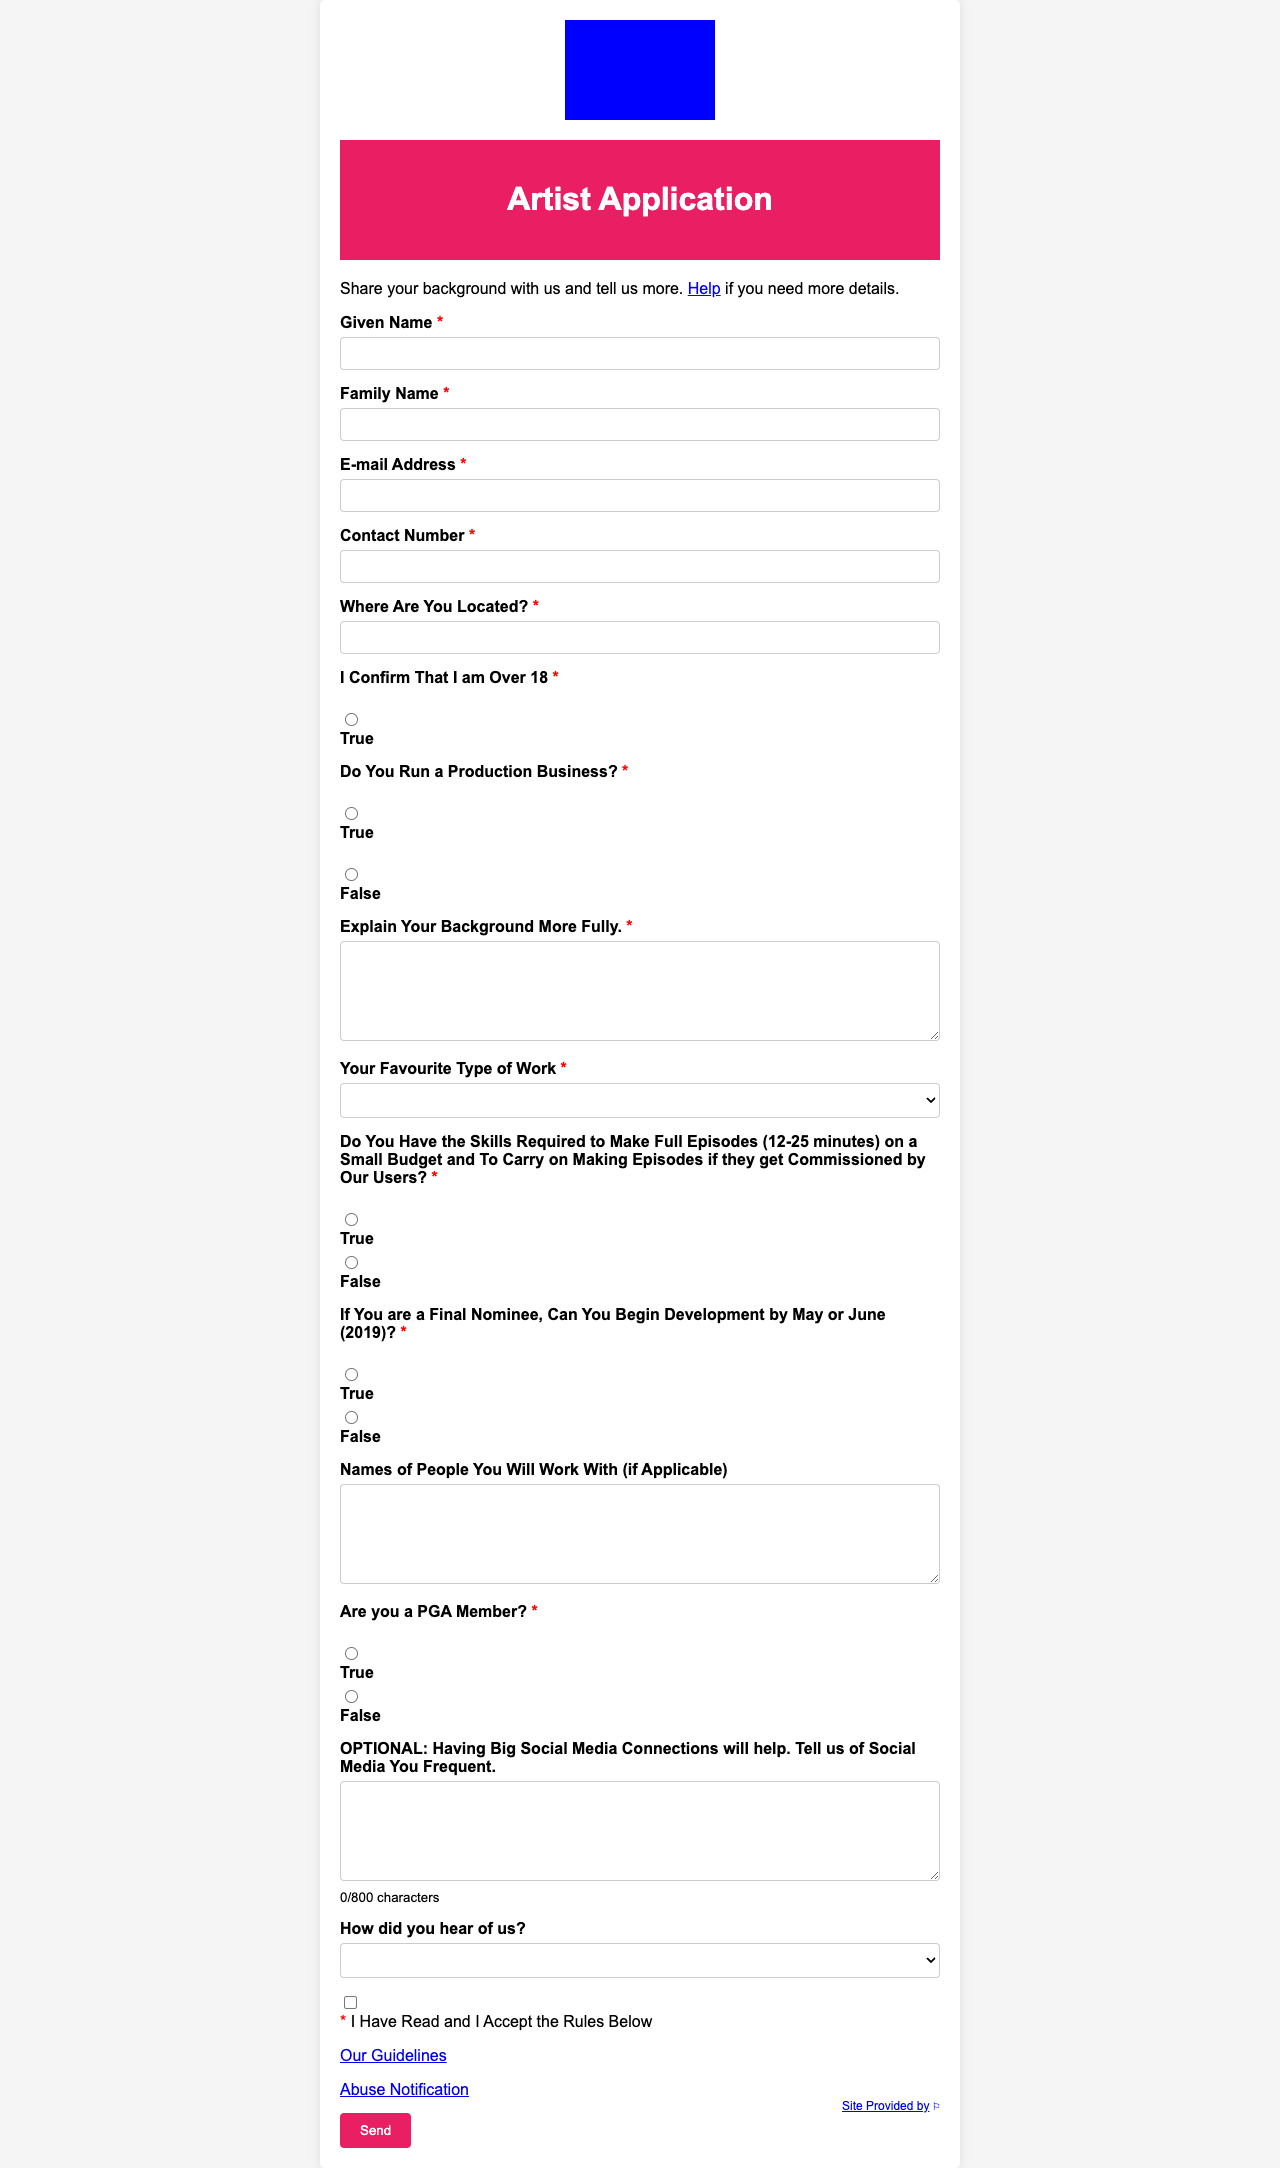 Artist Application
Share your background with us and tell us more. Help if you need more details.
Given Name *
Family Name *
E-mail Address *
Contact Number *
Where Are You Located? *
I Confirm That I am Over 18 *
True
Do You Run a Production Business? *
True
False
Explain Your Background More Fully. *
Your Favourite Type of Work *
Do You Have the Skills Required to Make Full Episodes (12-25 minutes) on a
Small Budget and To Carry on Making Episodes if they get Commissioned by
Our Users? *
True
False
If You are a Final Nominee, Can You Begin Development by May or June
(2019)? *
True
False
Names of People You Will Work With (if Applicable)
Are you a PGA Member? *
True
False
OPTIONAL: Having Big Social Media Connections will help. Tell us of Social
Media You Frequent.
0/800 characters
How did you hear of us?
* I Have Read and I Accept the Rules Below
Our Guidelines
Abuse Notification
Site Provided by
Send